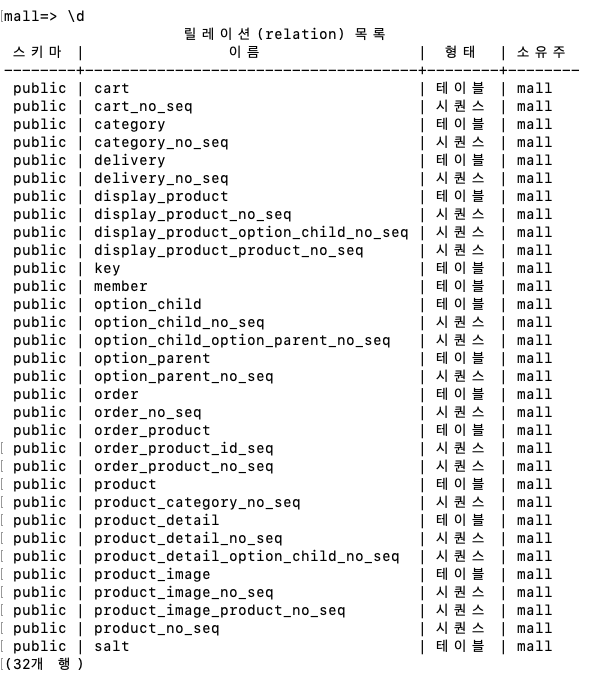 mall=> \d
릴레이션(relation) 목록
스키마 | 이름 | 형태 | 소유주
--------+------------------------------------+--------+--------
public | cart | 테이블 | mall
public | cart_no_seq | 시퀀스 | mall
public | category | 테이블 | mall
public | category_no_seq | 시퀀스 | mall
public | delivery | 테이블 | mall
public | delivery_no_seq | 시퀀스 | mall
public | display_product | 테이블 | mall
public | display_product_no_seq | 시퀀스 | mall
public | display_product_option_child_no_seq | 시퀀스 | mall
public | display_product_product_no_seq | 시퀀스 | mall
public | key | 테이블 | mall
public | member | 테이블 | mall
public | option_child | 테이블 | mall
public | option_child_no_seq | 시퀀스 | mall
public | option_child_option_parent_no_seq | 시퀀스 | mall
public | option_parent | 테이블 | mall
public | option_parent_no_seq | 시퀀스 | mall
public | order | 테이블 | mall
public | order_no_seq | 시퀀스 | mall
public | order_product | 테이블 | mall
public | order_product_id_seq | 시퀀스 | mall
public | order_product_no_seq | 시퀀스 | mall
public | product | 테이블 | mall
public | product_category_no_seq | 시퀀스 | mall
public | product_detail | 테이블 | mall
public | product_detail_no_seq | 시퀀스 | mall
public | product_detail_option_child_no_seq | 시퀀스 | mall
public | product_image | 테이블 | mall
public | product_image_no_seq | 시퀀스 | mall
public | product_image_product_no_seq | 시퀀스 | mall
public | product_no_seq | 시퀀스 | mall
public | salt | 테이블 | mall
(32개 행)